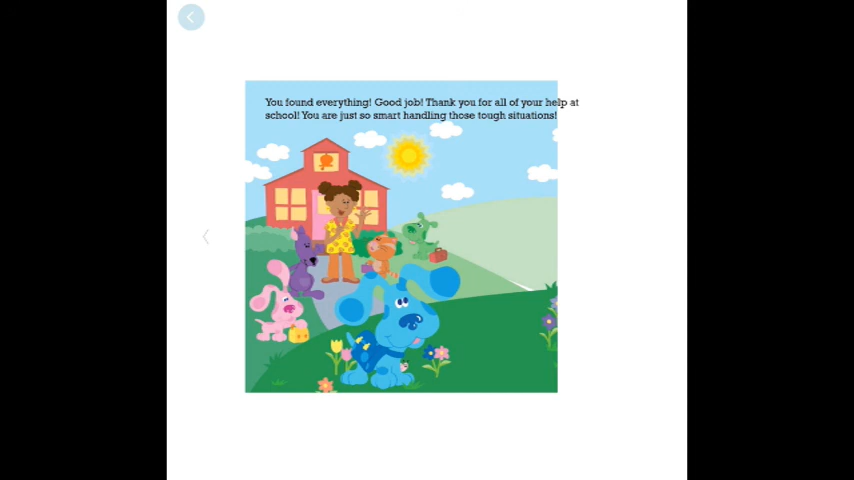 You found everything! Good job! Thank you for all of your help at
school! You are just so smart handling those tough situations!